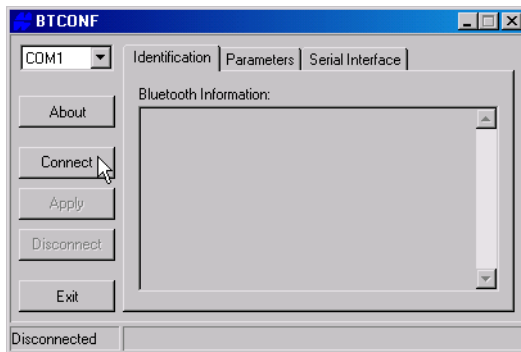 BTCONF
COM1
Identification
Parameters
Serial Interface
Bluetooth Information:
About
Connect
Apply
Disconnect
Exit
Disconnected